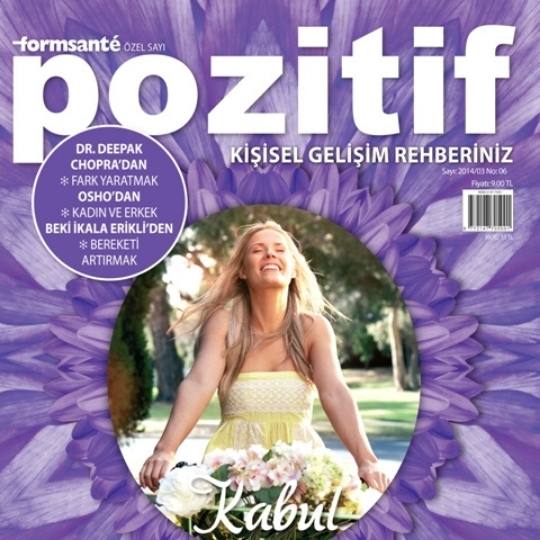 formsanté ÖZEL SAYI
pozitif
KİŞİSEL GELİŞİM REHBERİNİZ
Sayı: 2014/03 No: 06
Fiyatı: 9.00 TL
DR. DEEPAK
CHOPRA'DAN
* FARK YARATMAK
OSHO'DAN
* KADIN VE ERKEK
BEKİ İKALA ERİKLİ'DEN
* BEREKETİ
ARTIRMAK
Kabul